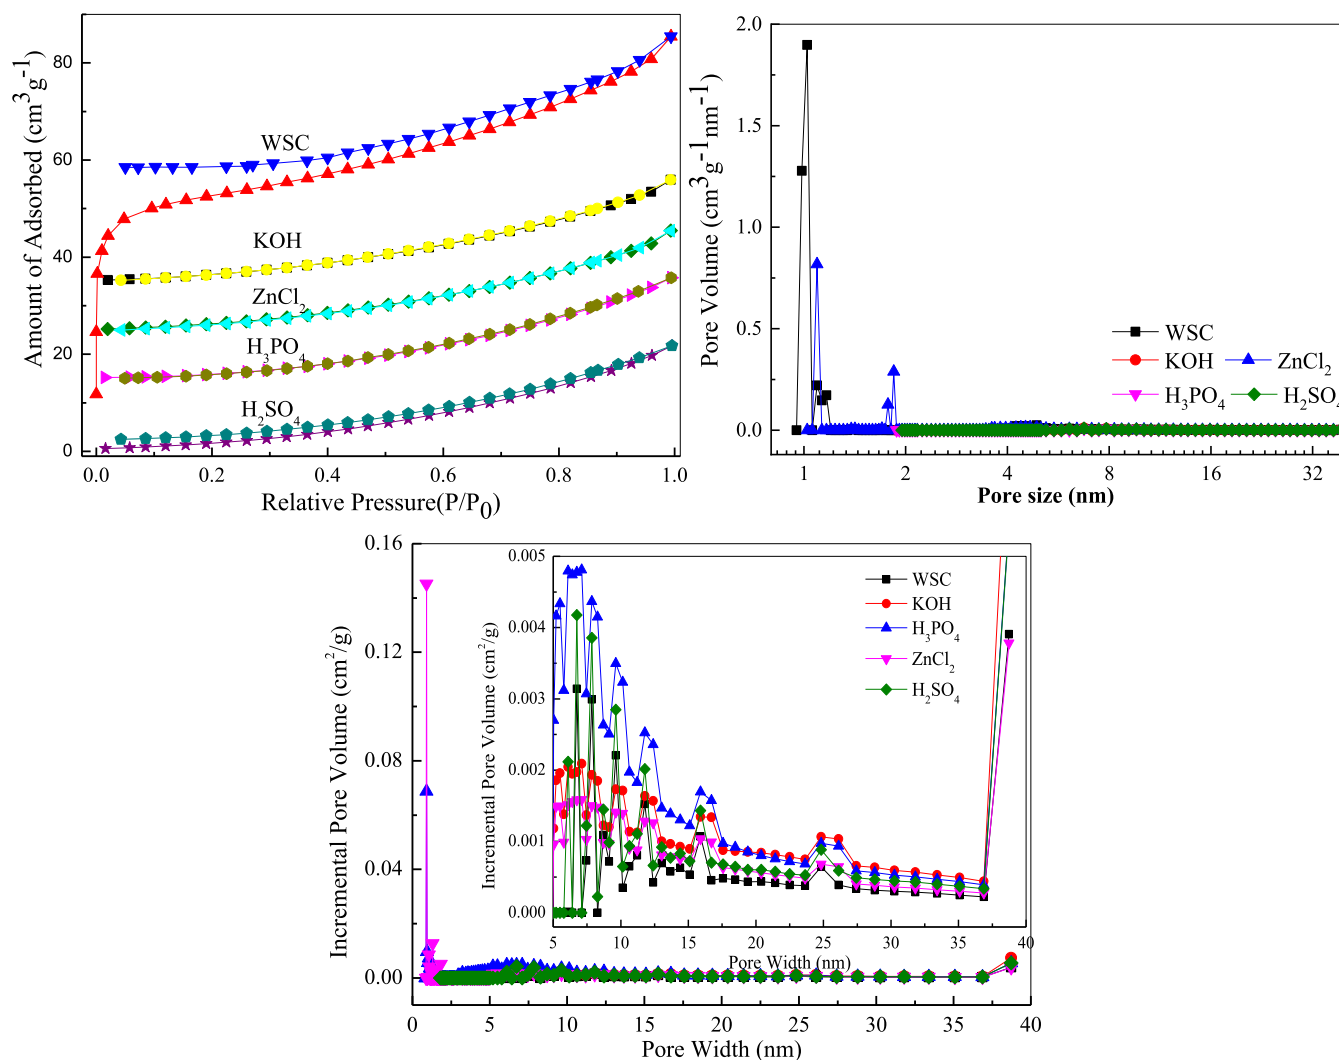 Amount of Adsorbed (cm³g⁻¹)
80
60
40
20
0
WSC
KOH
ZnCl₂
H₃PO₄
H₂SO₄
0.0 0.2 0.4 0.6 0.8 1.0
Relative Pressure(P/P₀)
Pore Volume (cm³g⁻¹nm⁻¹)
2.0
1.5
1.0
0.5
0.0
WSC
KOH ZnCl₂
H₃PO₄ H₂SO₄
1 2 4 8 16 32
Pore size (nm)
Incremental Pore Volume (cm²/g)
0.16
0.12
0.08
0.04
0.00
0 5 10 15 20 25 30 35 40
Pore Width (nm)
Incremental Pore Volume (cm²/g)
0.005
0.004
0.003
0.002
0.001
0.000
WSC
KOH
H₃PO₄
ZnCl₂
H₂SO₄
5 10 15 20 25 30 35 40
Pore Width (nm)